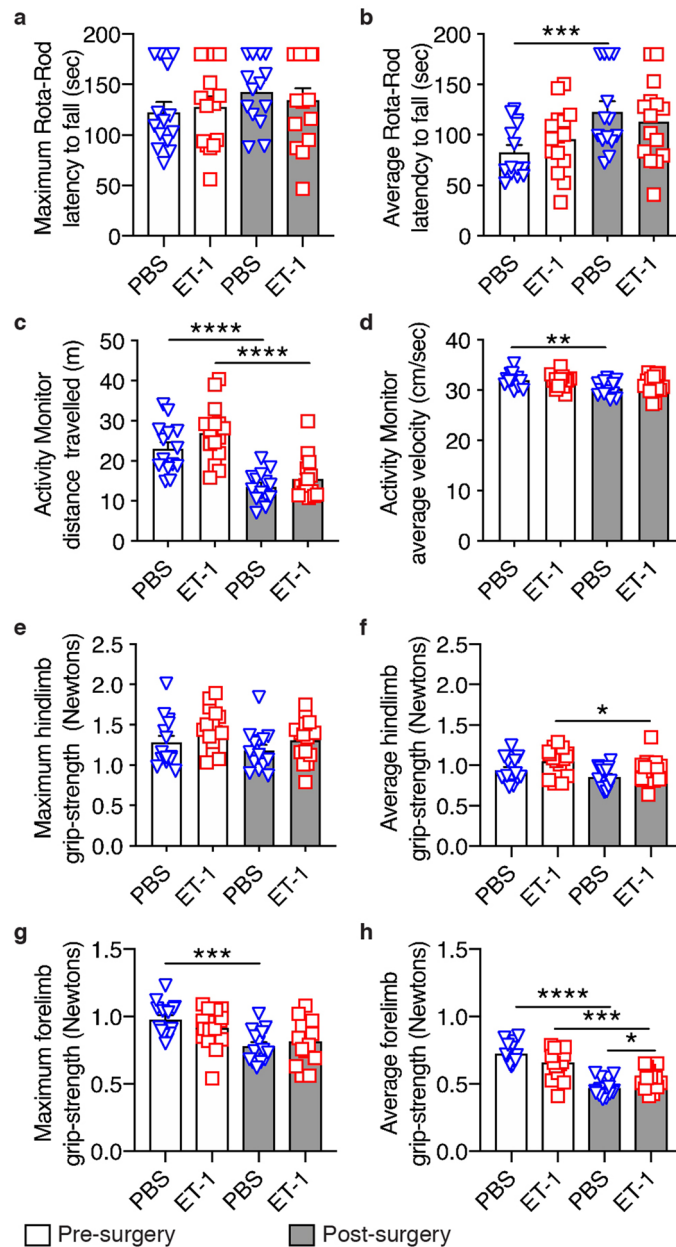 a
200
150
100
50
0
Maximum Rota-Rod
latency to fall (sec)
PBS
ET-1
PBS
ET-1
b
***
200
150
100
50
0
Average Rota-Rod
latendcy to fall (sec)
PBS
ET-1
PBS
ET-1
c
****
****
50
40
30
20
10
0
Activity Monitor
distance travelled (m)
PBS
ET-1
PBS
ET-1
d
**
40
30
20
10
0
Activity Monitor
average velocity (cm/sec)
PBS
ET-1
PBS
ET-1
e
2.5
2.0
1.5
1.0
0.5
0.0
Maximum hindlimb
grip-strength (Newtons)
PBS
ET-1
PBS
ET-1
f
*
2.5
2.0
1.5
1.0
0.5
0.0
Average hindlimb
grip-strength (Newtons)
PBS
ET-1
PBS
ET-1
g
***
1.5
1.0
0.5
0.0
Maximum forelimb
grip-strength (Newtons)
PBS
ET-1
PBS
ET-1
h
****
***
*
1.5
1.0
0.5
0.0
Average forelimb
grip-strength (Newtons)
PBS
ET-1
PBS
ET-1
Pre-surgery
Post-surgery